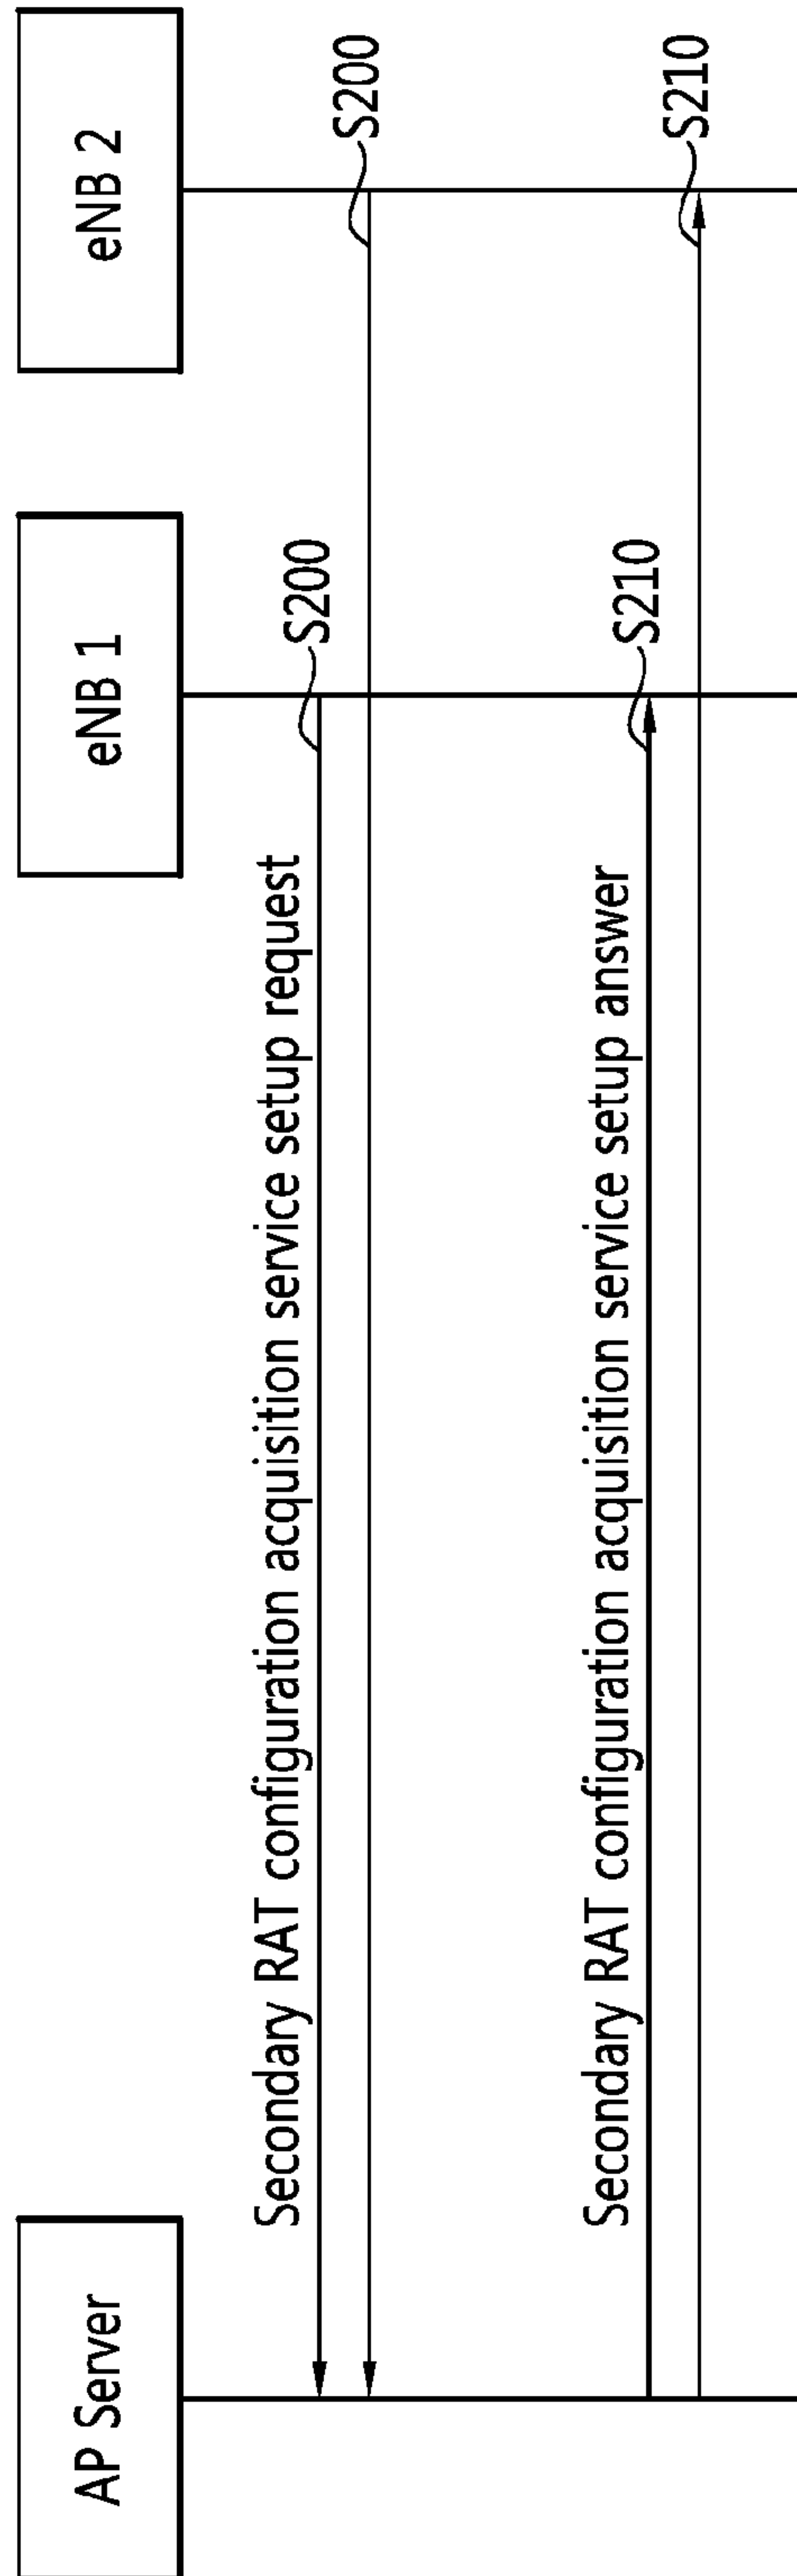 AP Server
eNB 1
eNB 2
Secondary RAT configuration acquisition service setup request
S200
S200
Secondary RAT configuration acquisition service setup answer
S210
S210